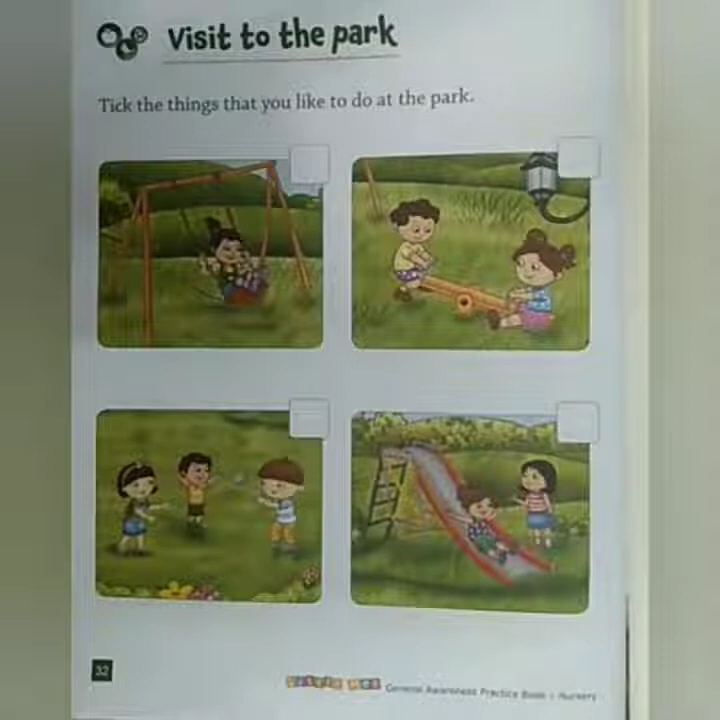 Visit to the park
Tick the things that you like to do at the park.
32
General Awareness Practice Book : Nursery